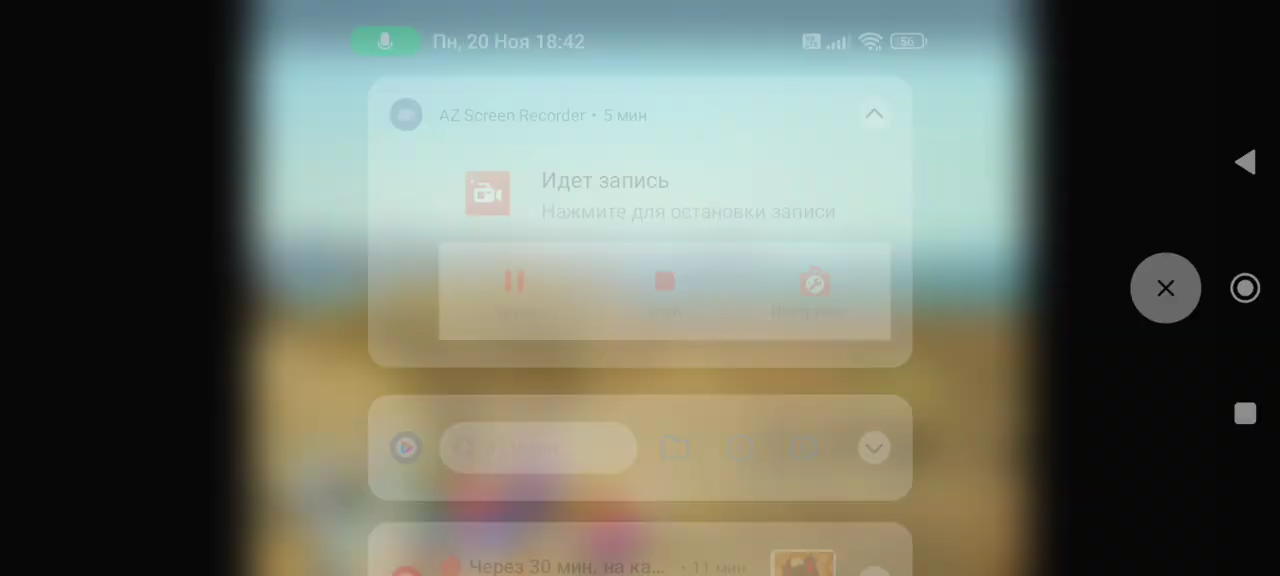 Пн, 20 Ноя 18:42
56
AZ Screen Recorder • 5 мин
Идет запись
Нажмите для остановки записи
Через 30 мин, на ка... • 11 мин